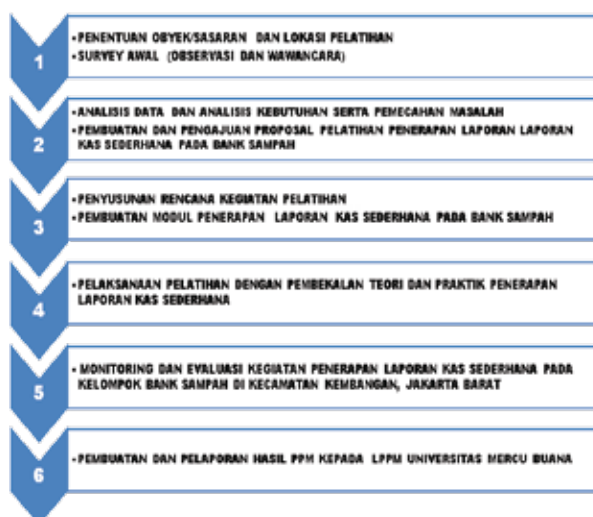 1
• PENENTUAN OBYEK/SASARAN DAN LOKASI PELATIHAN
• SURVEY AWAL (OBSERVASI DAN WAWANCARA)
2
• ANALISIS DATA DAN ANALISIS KEBUTUHAN SERTA PEMECAHAN MASALAH
• PEMBUATAN DAN PENGAJUAN PROPOSAL PELATIHAN PENERAPAN LAPORAN LAPORAN
KAS SEDERHANA PADA BANK SAMPAH
3
• PENYUSUNAN RENCANA KEGIATAN PELATIHAN
• PEMBUATAN MODUL PENERAPAN LAPORAN KAS SEDERHANA PADA BANK SAMPAH
4
• PELAKSANAAN PELATIHAN DENGAN PEMBEKALAN TEORI DAN PRAKTIK PENERAPAN
LAPORAN KAS SEDERHANA
5
• MONITORING DAN EVALUASI KEGIATAN PENERAPAN LAPORAN KAS SEDERHANA PADA
KELOMPOK BANK SAMPAH DI KECAMATAN KEMBANGAN, JAKARTA BARAT
6
• PEMBUATAN DAN PELAPORAN HASIL PPM KEPADA LPPM UNIVERSITAS MERCU BUANA